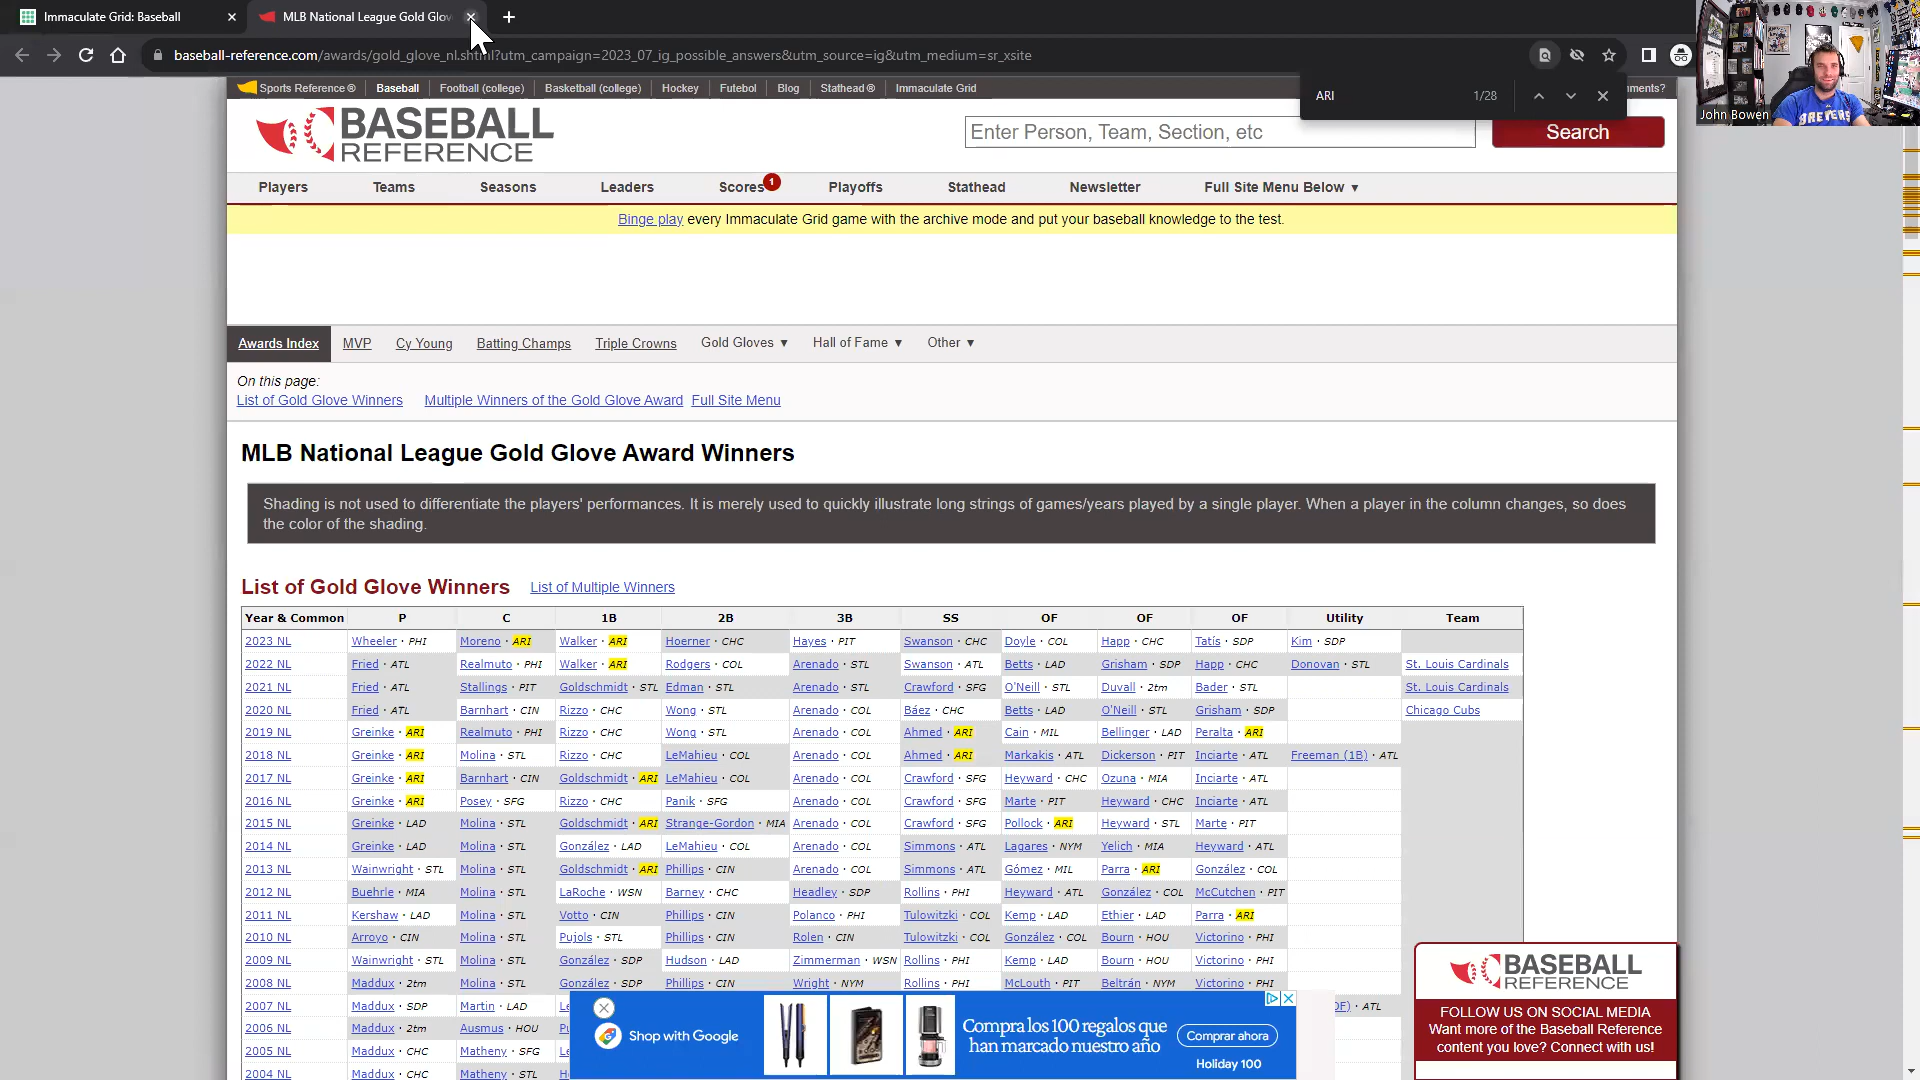 Immaculate Grid: Baseball
MLB National League Gold Glov
baseball-reference.com/awards/gold_glove_nl.shtml?utm_campaign=2023_07_ig_possible_answers&utm_source=ig&utm_medium=sr_xsite
ARI 1/28
John Bowen
BREWERS
Sports Reference ® Baseball Football (college) Basketball (college) Hockey Futebol Blog Stathead ® Immaculate Grid
BASEBALL
REFERENCE
Enter Person, Team, Section, etc
Search
Players Teams Seasons Leaders Scores 1 Playoffs Stathead Newsletter Full Site Menu Below ▼
Binge play every Immaculate Grid game with the archive mode and put your baseball knowledge to the test.
Awards Index MVP Cy Young Batting Champs Triple Crowns Gold Gloves ▼ Hall of Fame ▼ Other ▼
On this page:
List of Gold Glove Winners Multiple Winners of the Gold Glove Award Full Site Menu
MLB National League Gold Glove Award Winners
Shading is not used to differentiate the players' performances. It is merely used to quickly illustrate long strings of games/years played by a single player. When a player in the column changes, so does
the color of the shading.
List of Gold Glove Winners List of Multiple Winners
Year & Common P C 1B 2B 3B SS OF OF OF Utility Team
2023 NL Wheeler · PHI Moreno · ARI Walker · ARI Hoerner · CHC Hayes · PIT Swanson · CHC Doyle · COL Happ · CHC Tatís · SDP Kim · SDP
2022 NL Fried · ATL Realmuto · PHI Walker · ARI Rodgers · COL Arenado · STL Swanson · ATL Betts · LAD Grisham · SDP Happ · CHC Donovan · STL St. Louis Cardinals
2021 NL Fried · ATL Stallings · PIT Goldschmidt · STL Edman · STL Arenado · STL Crawford · SFG O'Neill · STL Duvall · 2tm Bader · STL St. Louis Cardinals
2020 NL Fried · ATL Barnhart · CIN Rizzo · CHC Wong · STL Arenado · COL Báez · CHC Betts · LAD O'Neill · STL Grisham · SDP Chicago Cubs
2019 NL Greinke · ARI Realmuto · PHI Rizzo · CHC Wong · STL Arenado · COL Ahmed · ARI Cain · MIL Bellinger · LAD Peralta · ARI
2018 NL Greinke · ARI Molina · STL Rizzo · CHC LeMahieu · COL Arenado · COL Ahmed · ARI Markakis · ATL Dickerson · PIT Inciarte · ATL Freeman (1B) · ATL
2017 NL Greinke · ARI Barnhart · CIN Goldschmidt · ARI LeMahieu · COL Arenado · COL Crawford · SFG Heyward · CHC Ozuna · MIA Inciarte · ATL
2016 NL Greinke · ARI Posey · SFG Rizzo · CHC Panik · SFG Arenado · COL Crawford · SFG Marte · PIT Heyward · CHC Inciarte · ATL
2015 NL Greinke · LAD Molina · STL Goldschmidt · ARI Strange-Gordon · MIA Arenado · COL Crawford · SFG Pollock · ARI Heyward · STL Marte · PIT
2014 NL Greinke · LAD Molina · STL González · LAD LeMahieu · COL Arenado · COL Simmons · ATL Lagares · NYM Yelich · MIA Heyward · ATL
2013 NL Wainwright · STL Molina · STL Goldschmidt · ARI Phillips · CIN Arenado · COL Simmons · ATL Gómez · MIL Parra · ARI González · COL
2012 NL Buehrle · MIA Molina · STL LaRoche · WSN Barney · CHC Headley · SDP Rollins · PHI Heyward · ATL González · COL McCutchen · PIT
2011 NL Kershaw · LAD Molina · STL Votto · CIN Phillips · CIN Polanco · PHI Tulowitzki · COL Kemp · LAD Ethier · LAD Parra · ARI
2010 NL Arroyo · CIN Molina · STL Pujols · STL Phillips · CIN Rolen · CIN Tulowitzki · COL González · COL Bourn · HOU Victorino · PHI
2009 NL Wainwright · STL Molina · STL González · SDP Hudson · LAD Zimmerman · WSN Rollins · PHI Kemp · LAD Bourn · HOU Victorino · PHI
2008 NL Maddux · 2tm Molina · STL González · SDP Phillips · CIN Wright · NYM Rollins · PHI McLouth · PIT Beltrán · NYM Victorino · PHI
2007 NL Maddux · SDP Martin · LAD Le · ATL
2006 NL Maddux · 2tm Ausmus · HOU Pu
2005 NL Maddux · CHC Matheny · SFG Le
2004 NL Maddux · CHC Matheny · STL He
Shop with Google
Compra los 100 regalos que
han marcado nuestro año
Comprar ahora
Holiday 100
BASEBALL
REFERENCE
FOLLOW US ON SOCIAL MEDIA
Want more of the Baseball Reference
content you love? Connect with us!